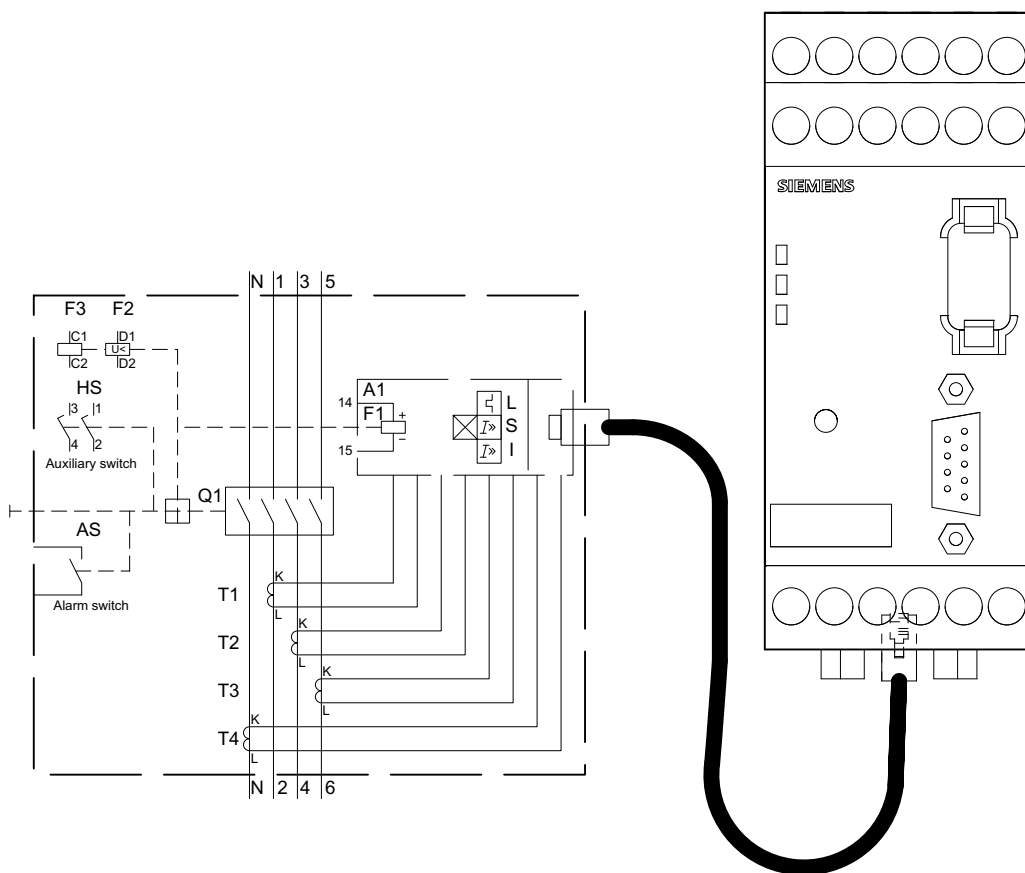 SIEMENS
N 1 3 5
F3 F2
C1 D1
U<
C2 D2
HS
3 1
4 2
Auxiliary switch
A1
14
F1 +
15 –
L
I» S
I» I
Q1
AS
Alarm switch
K
T1
L
K
T2
L
K
T3
L
K
T4
L
N 2 4 6